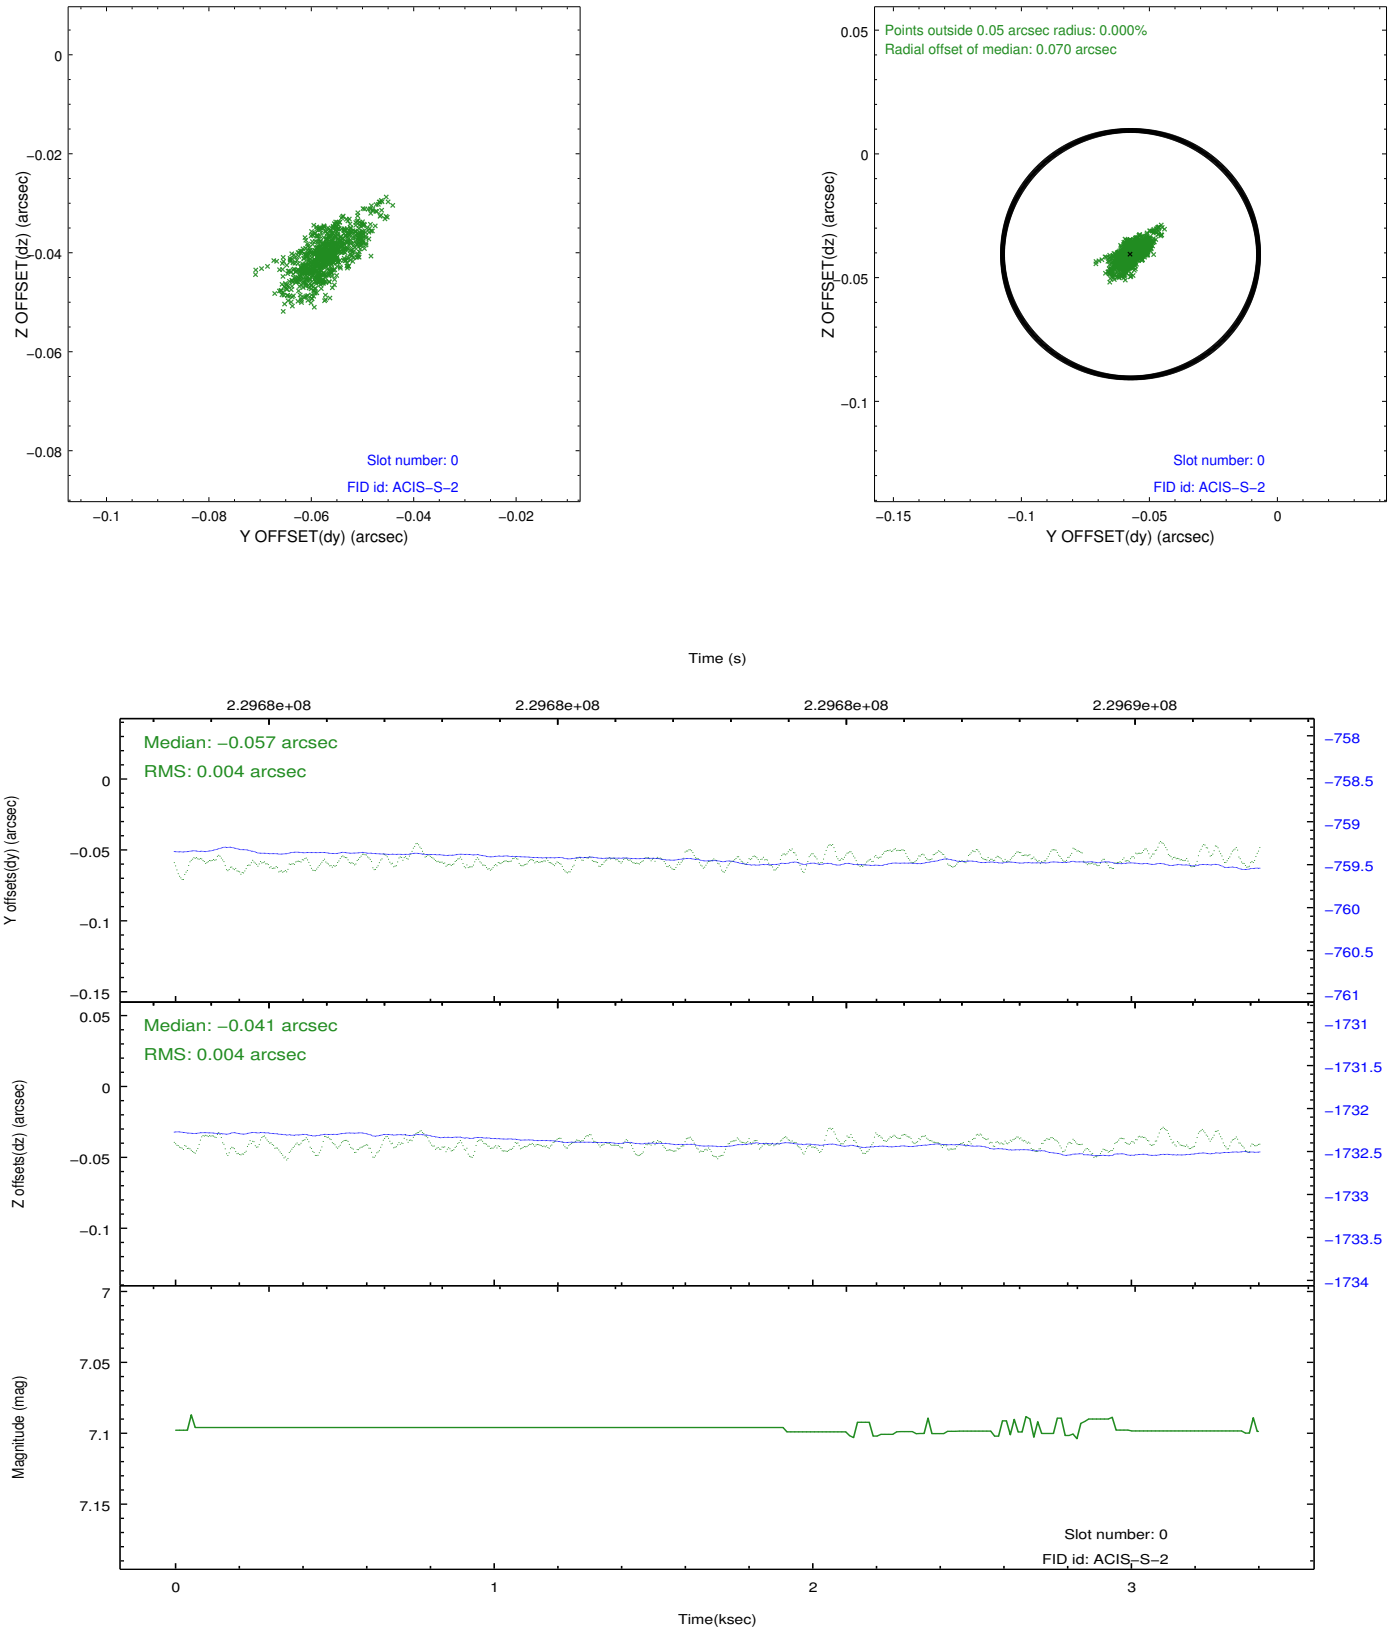 0
−0.02
−0.04
−0.06
−0.08
Z OFFSET(dz) (arcsec)
Slot number: 0
FID id: ACIS−S−2
−0.1
−0.08
−0.06
−0.04
−0.02
Y OFFSET(dy) (arcsec)
Points outside 0.05 arcsec radius: 0.000%
Radial offset of median: 0.070 arcsec
0.05
0
−0.05
−0.1
Z OFFSET(dz) (arcsec)
Slot number: 0
FID id: ACIS−S−2
−0.15
−0.1
−0.05
0
Y OFFSET(dy) (arcsec)
Time (s)
2.2968e+08
2.2968e+08
2.2968e+08
2.2969e+08
Median: −0.057 arcsec
RMS: 0.004 arcsec
0
−0.05
−0.1
−0.15
Y offsets(dy) (arcsec)
−758
−758.5
−759
−759.5
−760
−760.5
−761
Median: −0.041 arcsec
RMS: 0.004 arcsec
0.05
0
−0.05
−0.1
Z offsets(dz) (arcsec)
−1731
−1731.5
−1732
−1732.5
−1733
−1733.5
−1734
7
7.05
7.1
7.15
Magnitude (mag)
Slot number: 0
FID id: ACIS−S−2
0
1
2
3
Time(ksec)